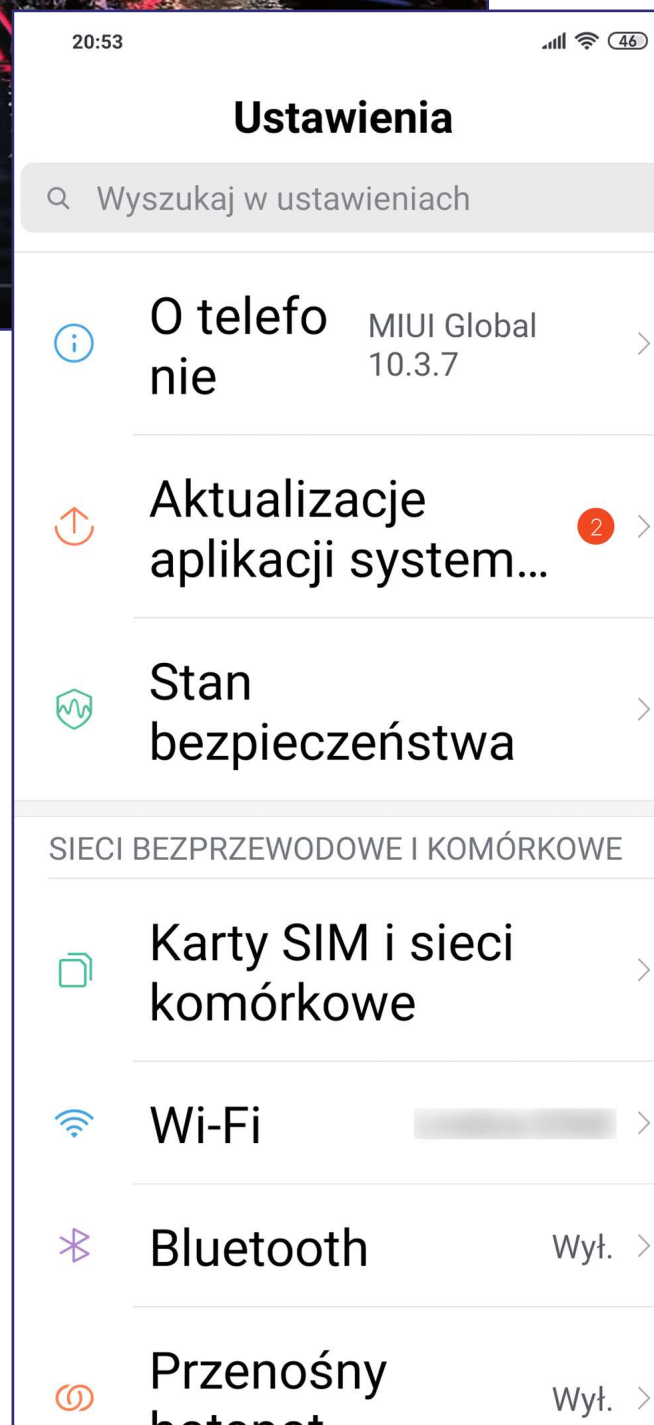 20:53
46
Ustawienia
Wyszukaj w ustawieniach
O telefo
nie
MIUI Global
10.3.7
Aktualizacje
aplikacji system...
2
Stan
bezpieczeństwa
SIECI BEZPRZEWODOWE I KOMÓRKOWE
Karty SIM i sieci
komórkowe
Wi-Fi
Bluetooth
Wył.
Przenośny
Wył.